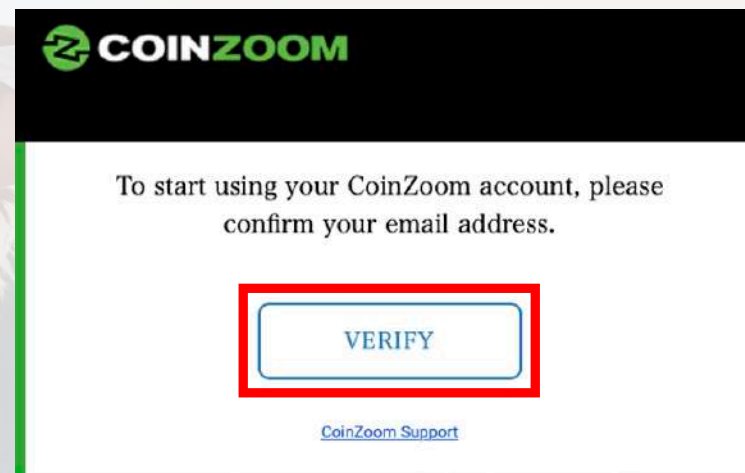 COINZOOM
To start using your CoinZoom account, please
confirm your email address.
VERIFY
CoinZoom Support